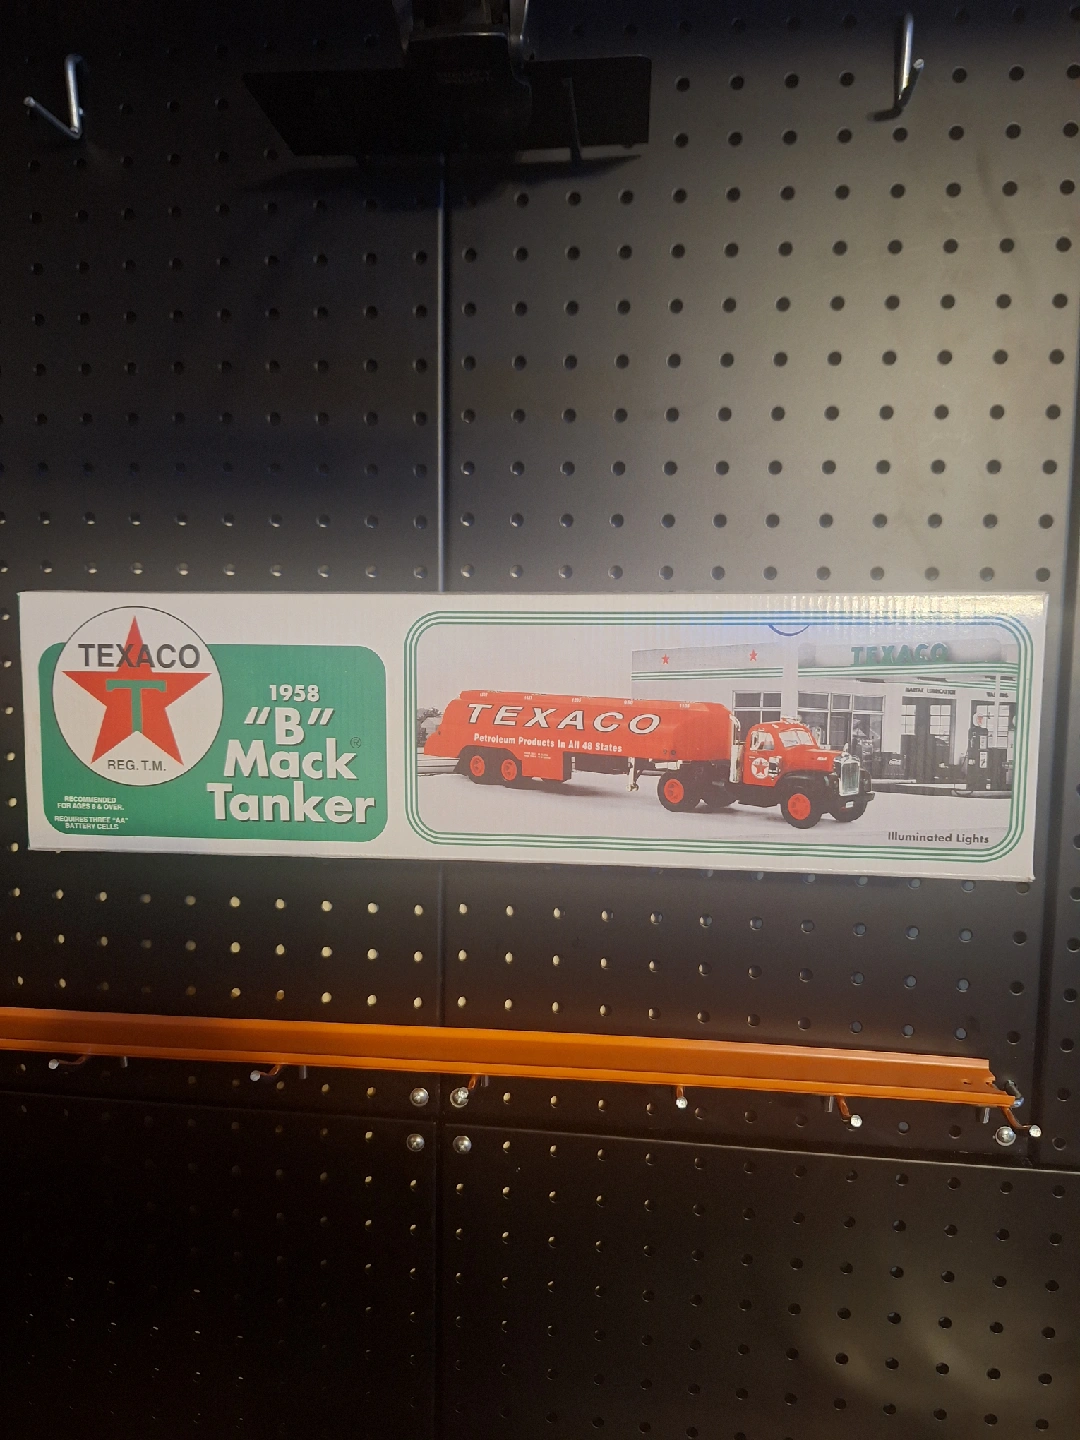 TEXACO
T
REG. T.M.
1958
“B”
Mack®
Tanker
RECOMMENDED
FOR AGES 8 & OVER.
REQUIRES THREE "AA"
BATTERY CELLS
TEXACO
Petroleum Products In All 48 States
TEXACO
Illuminated Lights